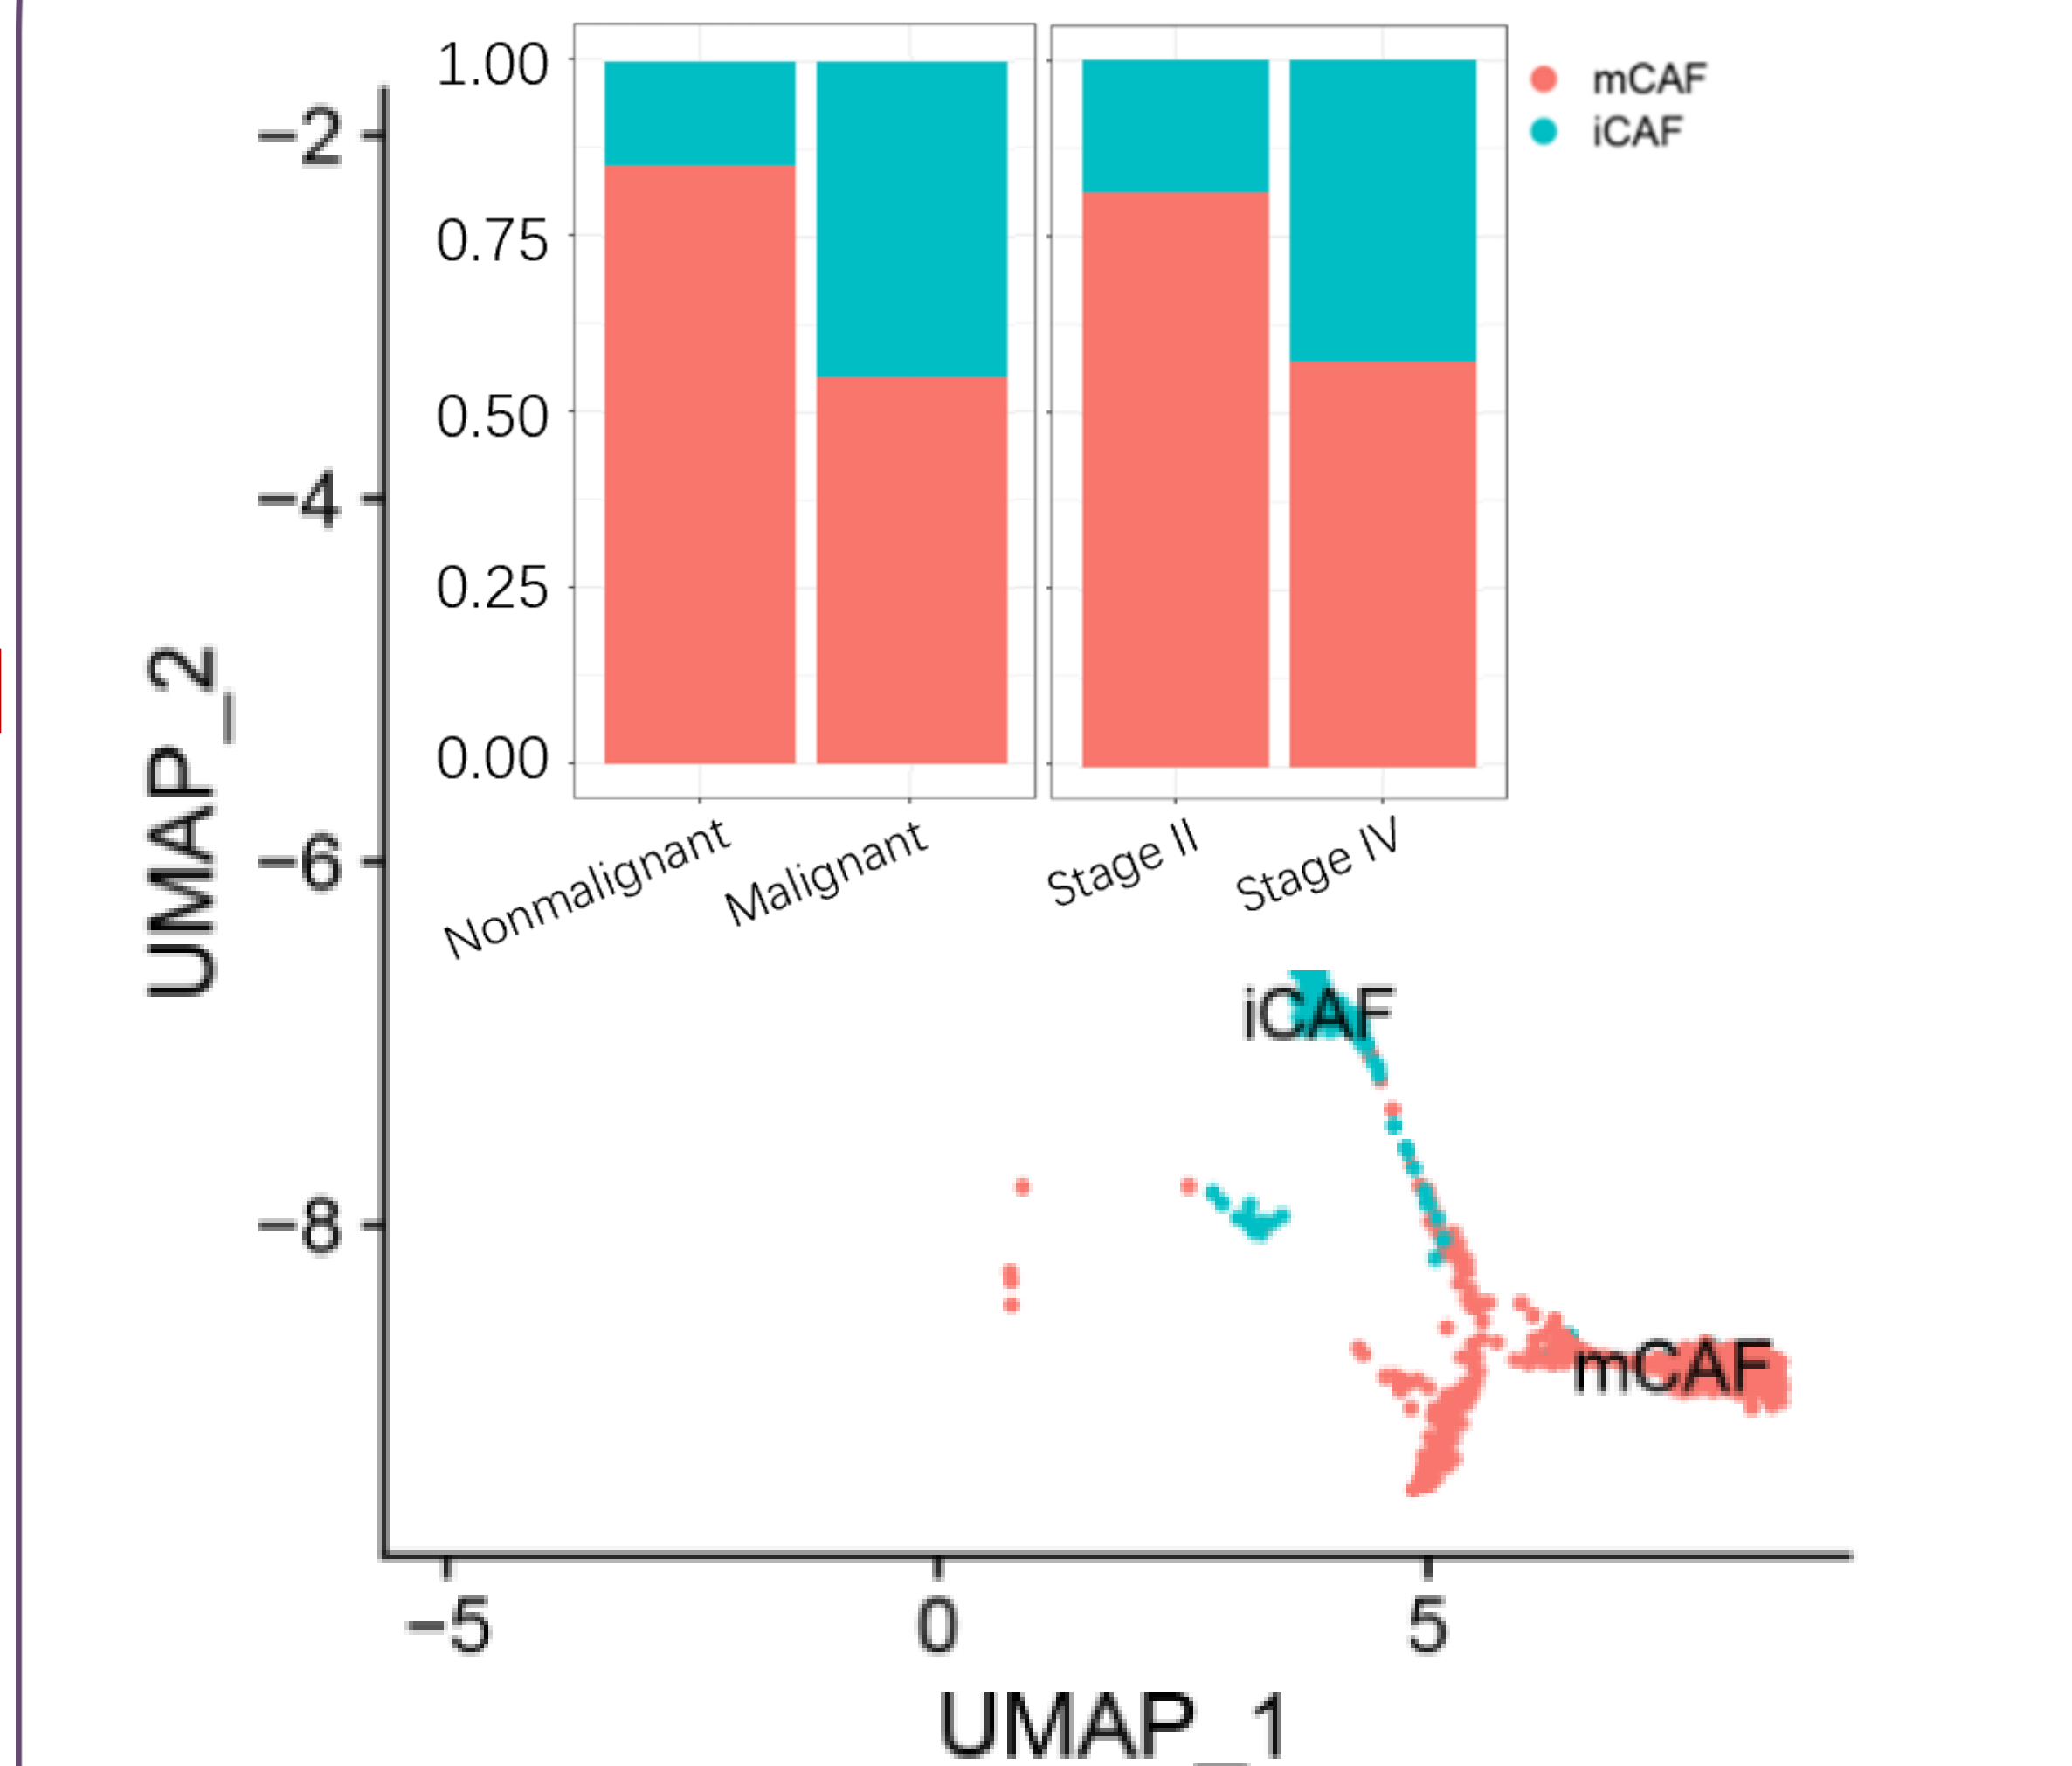 1.00
0.75
0.50
0.25
0.00
Nonmalignant
Malignant
Stage II
Stage IV
mCAF
iCAF
−2
−4
−6
−8
UMAP_2
iCAF
mCAF
−5
0
5
UMAP_1